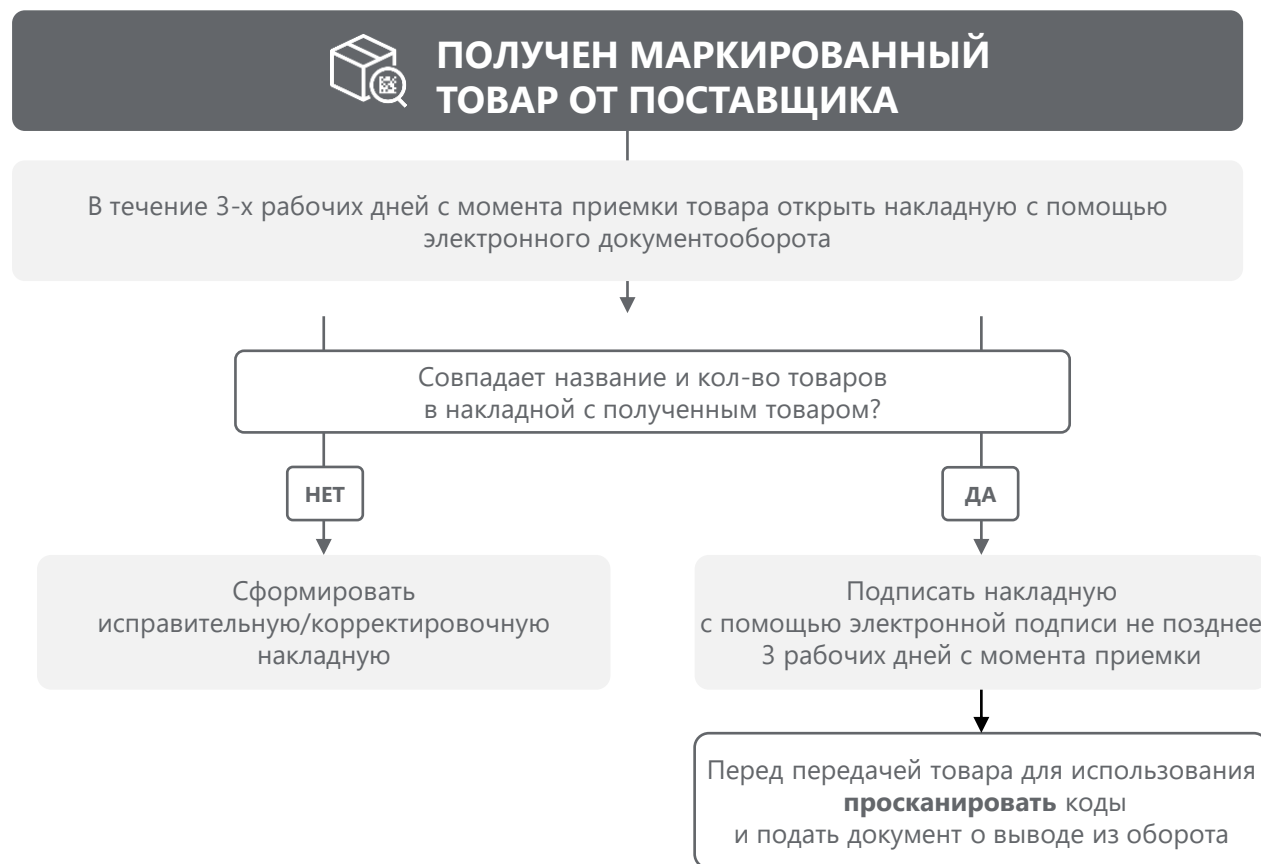 ПОЛУЧЕН МАРКИРОВАННЫЙ
ТОВАР ОТ ПОСТАВЩИКА
В течение 3-х рабочих дней с момента приемки товара открыть накладную с помощью
электронного документооборота
Совпадает название и кол-во товаров
в накладной с полученным товаром?
НЕТ
ДА
Сформировать
исправительную/корректировочную
накладную
Подписать накладную
с помощью электронной подписи не позднее
3 рабочих дней с момента приемки
Перед передачей товара для использования
просканировать коды
и подать документ о выводе из оборота